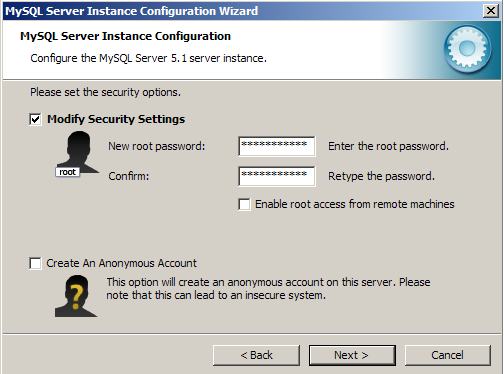 MySQL Server Instance Configuration Wizard
MySQL Server Instance Configuration
Configure the MySQL Server 5.1 server instance.
Please set the security options.
Modify Security Settings
root
New root password: *********** Enter the root password.
Confirm: *********** Retype the password.
Enable root access from remote machines
Create An Anonymous Account
This option will create an anonymous account on this server. Please
note that this can lead to an insecure system.
< Back Next > Cancel